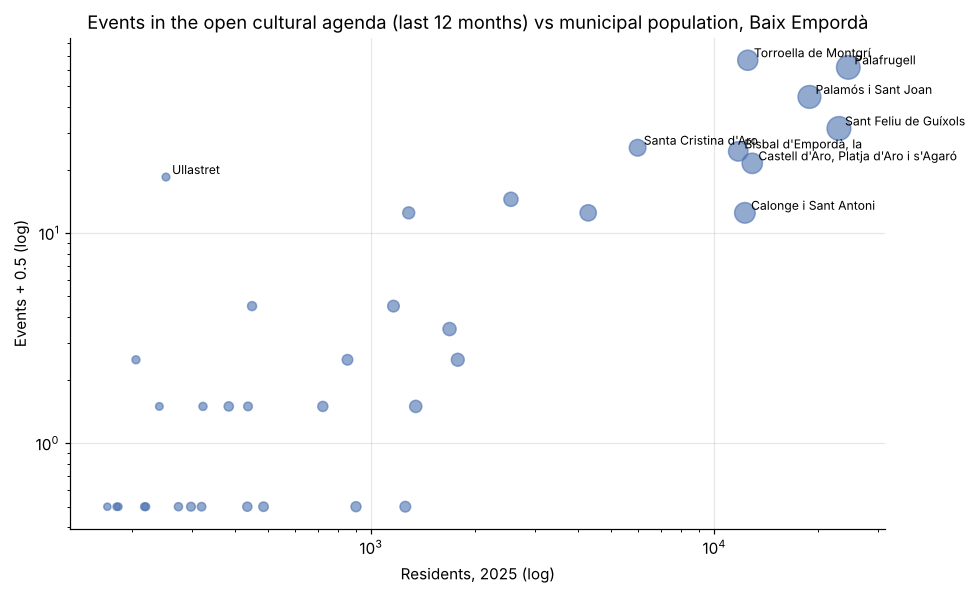 Events in the open cultural agenda (last 12 months) vs municipal population, Baix Empordà
Torroella de Montgrí
Palafrugell
Palamós i Sant Joan
Sant Feliu de Guíxols
Santa Cristina d'Aro
Bisbal d'Empordà, la
Castell d'Aro, Platja d'Aro i s'Agaró
Ullastret
Calonge i Sant Antoni
10¹
10⁰
Events + 0.5 (log)
10³
10⁴
Residents, 2025 (log)